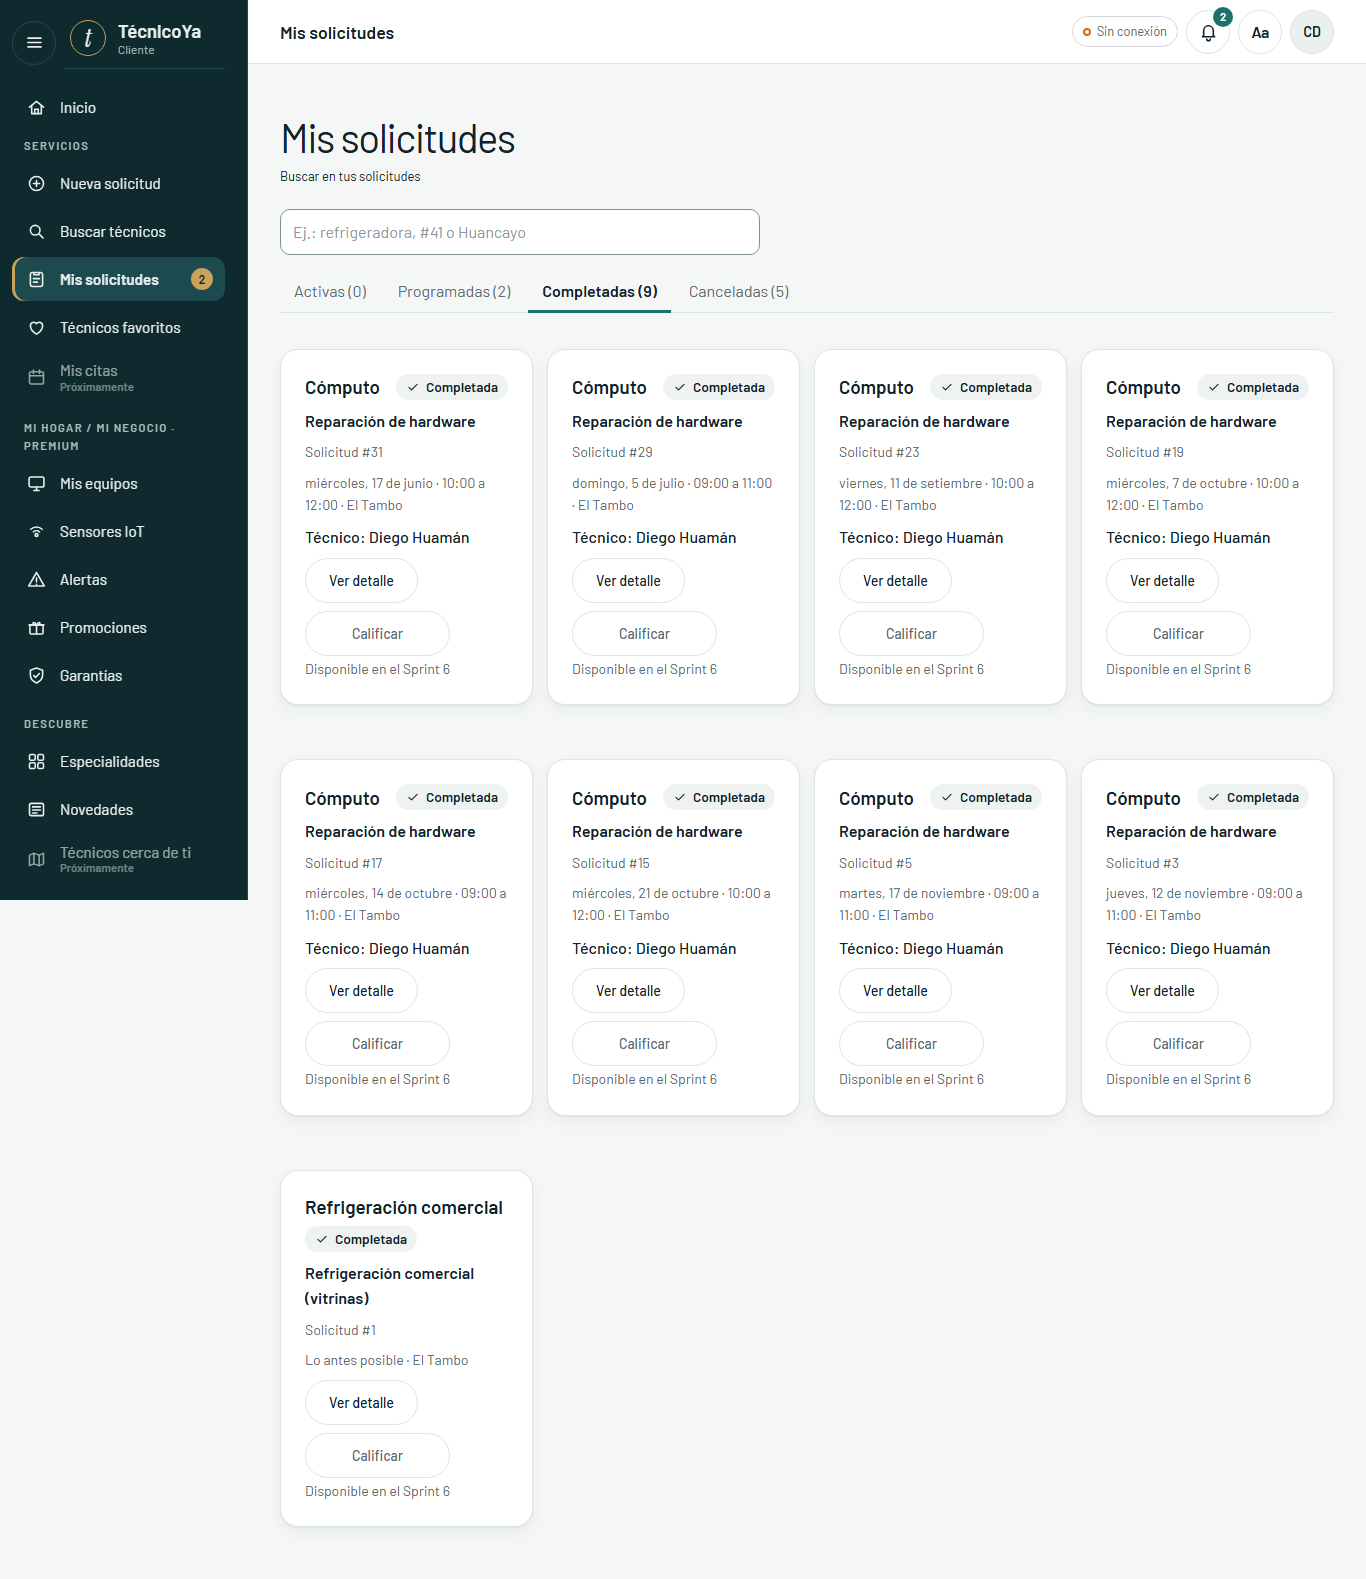 TécnicoYa
Cliente
Inicio
SERVICIOS
Nueva solicitud
Buscar técnicos
Mis solicitudes 2
Técnicos favoritos
Mis citas
Próximamente
MI HOGAR / MI NEGOCIO ·
PREMIUM
Mis equipos
Sensores IoT
Alertas
Promociones
Garantías
DESCUBRE
Especialidades
Novedades
Técnicos cerca de ti
Próximamente
Mis solicitudes
Sin conexión
2
Aa
CD
Mis solicitudes
Buscar en tus solicitudes
Ej.: refrigeradora, #41 o Huancayo
Activas (0) Programadas (2) Completadas (9) Canceladas (5)
Cómputo Completada
Reparación de hardware
Solicitud #31
miércoles, 17 de junio · 10:00 a
12:00 · El Tambo
Técnico: Diego Huamán
Ver detalle
Calificar
Disponible en el Sprint 6
Cómputo Completada
Reparación de hardware
Solicitud #29
domingo, 5 de julio · 09:00 a 11:00
· El Tambo
Técnico: Diego Huamán
Ver detalle
Calificar
Disponible en el Sprint 6
Cómputo Completada
Reparación de hardware
Solicitud #23
viernes, 11 de setiembre · 10:00 a
12:00 · El Tambo
Técnico: Diego Huamán
Ver detalle
Calificar
Disponible en el Sprint 6
Cómputo Completada
Reparación de hardware
Solicitud #19
miércoles, 7 de octubre · 10:00 a
12:00 · El Tambo
Técnico: Diego Huamán
Ver detalle
Calificar
Disponible en el Sprint 6
Cómputo Completada
Reparación de hardware
Solicitud #17
miércoles, 14 de octubre · 09:00 a
11:00 · El Tambo
Técnico: Diego Huamán
Ver detalle
Calificar
Disponible en el Sprint 6
Cómputo Completada
Reparación de hardware
Solicitud #15
miércoles, 21 de octubre · 10:00 a
12:00 · El Tambo
Técnico: Diego Huamán
Ver detalle
Calificar
Disponible en el Sprint 6
Cómputo Completada
Reparación de hardware
Solicitud #5
martes, 17 de noviembre · 09:00 a
11:00 · El Tambo
Técnico: Diego Huamán
Ver detalle
Calificar
Disponible en el Sprint 6
Cómputo Completada
Reparación de hardware
Solicitud #3
jueves, 12 de noviembre · 09:00 a
11:00 · El Tambo
Técnico: Diego Huamán
Ver detalle
Calificar
Disponible en el Sprint 6
Refrigeración comercial
Completada
Refrigeración comercial
(vitrinas)
Solicitud #1
Lo antes posible · El Tambo
Ver detalle
Calificar
Disponible en el Sprint 6